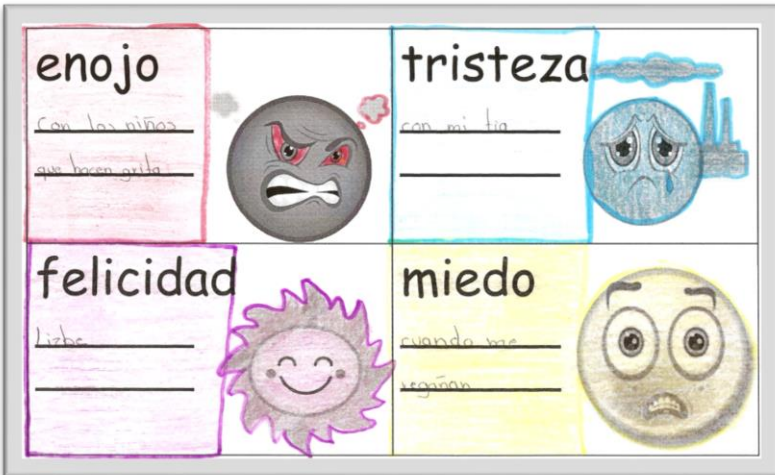 enojo
con los niños
que hacen grita
tristeza
con mi tia
felicidad
Lizbe
miedo
cuando me
regañan